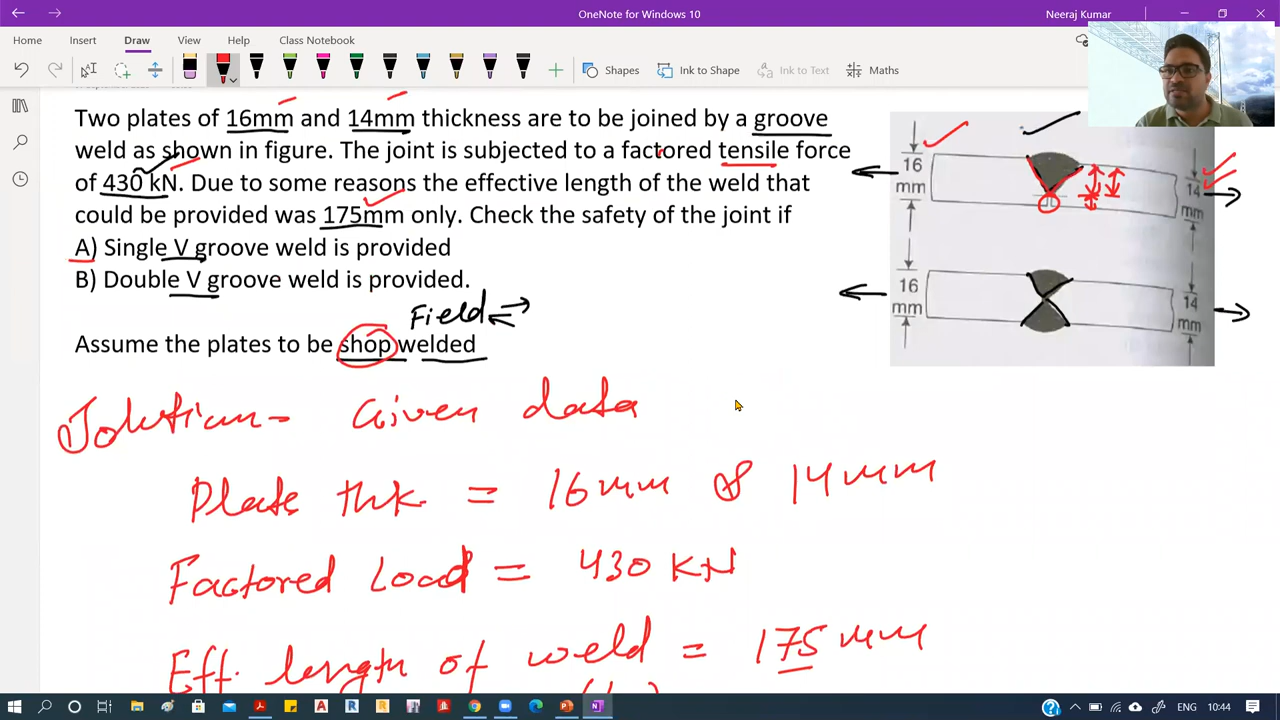 OneNote for Windows 10
Neeraj Kumar
Home
Insert
Draw
View
Help
Class Notebook
Shapes
Ink to Shape
Ink to Text
Maths
Two plates of 16mm and 14mm thickness are to be joined by a groove
weld as shown in figure. The joint is subjected to a factored tensile force
of 430 kN. Due to some reasons the effective length of the weld that
could be provided was 175mm only. Check the safety of the joint if
A) Single V groove weld is provided
B) Double V groove weld is provided.
Field
Assume the plates to be shop welded
16
mm
14
mm
16
mm
14
mm
Solution- Given data
Plate thk. = 16mm & 14mm
Factored Load = 430 KN
Eff. length of weld = 175mm
ENG
10:44